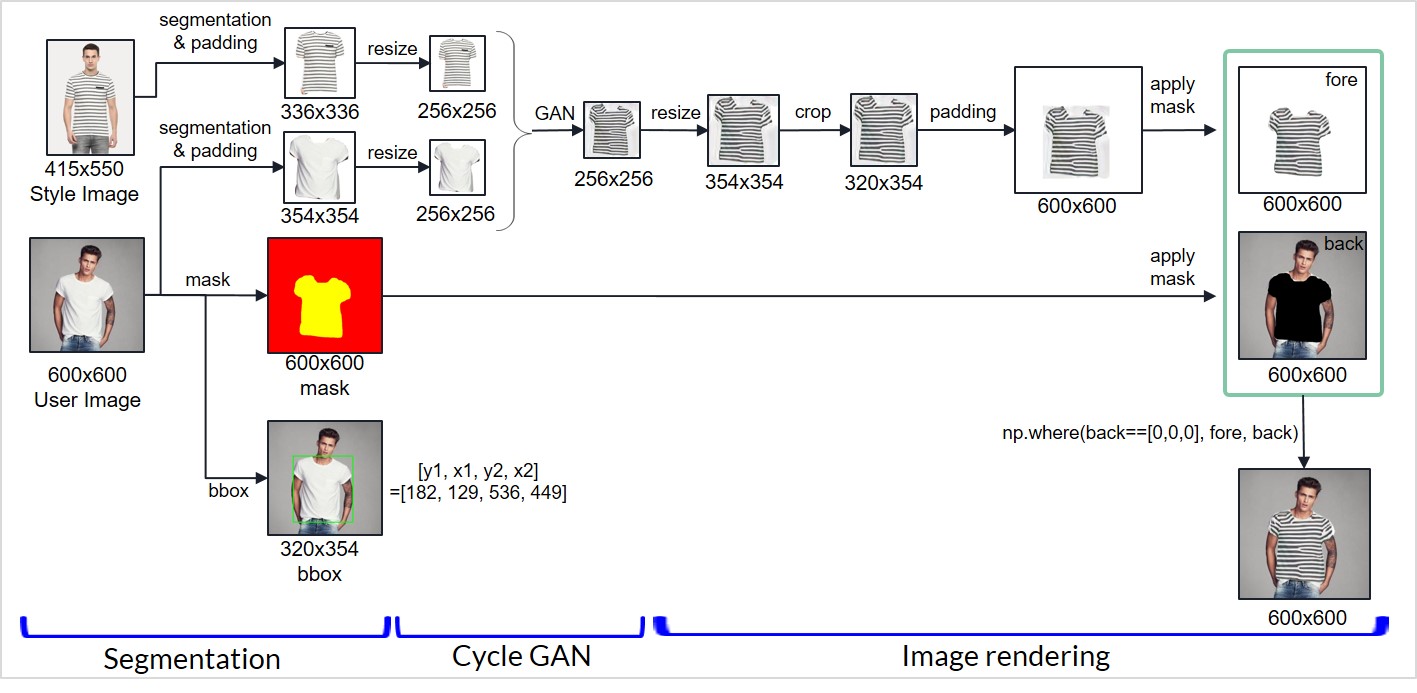 segmentation
& padding
336x336
resize
256x256
415x550
Style Image
segmentation
& padding
354x354
resize
256x256
GAN
256x256
resize
354x354
crop
320x354
padding
600x600
apply
mask
fore
600x600
600x600
User Image
mask
600x600
mask
apply
mask
back
600x600
bbox
320x354
bbox
[y1, x1, y2, x2]
=[182, 129, 536, 449]
np.where(back==[0,0,0], fore, back)
600x600
Segmentation
Cycle GAN
Image rendering